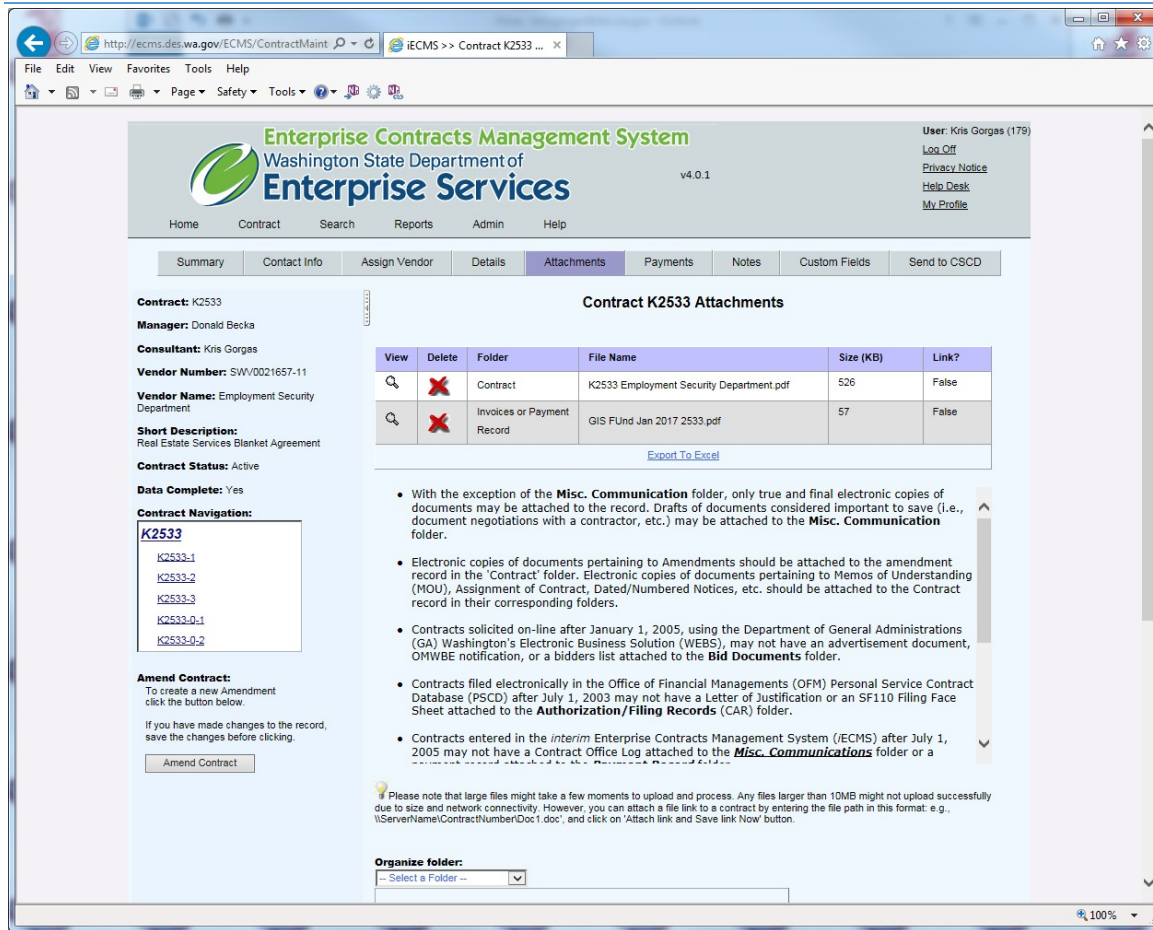 http://ecms.des.wa.gov/ECMS/ContractMaint
iECMS >> Contract K2533 ...
File Edit View Favorites Tools Help
Page Safety Tools
Enterprise Contracts Management System
Washington State Department of
Enterprise Services
v4.0.1
User: Kris Gorgas (179)
Log Off
Privacy Notice
Help Desk
My Profile
Home Contract Search Reports Admin Help
Summary Contact Info Assign Vendor Details Attachments Payments Notes Custom Fields Send to CSCD
Contract: K2533
Manager: Donald Becka
Consultant: Kris Gorgas
Vendor Number: SWV0021657-11
Vendor Name: Employment Security
Department
Short Description:
Real Estate Services Blanket Agreement
Contract Status: Active
Data Complete: Yes
Contract Navigation:
K2533
K2533-1
K2533-2
K2533-3
K2533-0-1
K2533-0-2
Amend Contract:
To create a new Amendment
click the button below.
If you have made changes to the record,
save the changes before clicking.
Amend Contract
Contract K2533 Attachments
View Delete Folder File Name Size (KB) Link?
Contract K2533 Employment Security Department.pdf 526 False
Invoices or Payment
Record GIS FUnd Jan 2017 2533.pdf 57 False
Export To Excel
• With the exception of the Misc. Communication folder, only true and final electronic copies of
documents may be attached to the record. Drafts of documents considered important to save (i.e.,
document negotiations with a contractor, etc.) may be attached to the Misc. Communication
folder.
• Electronic copies of documents pertaining to Amendments should be attached to the amendment
record in the 'Contract' folder. Electronic copies of documents pertaining to Memos of Understanding
(MOU), Assignment of Contract, Dated/Numbered Notices, etc. should be attached to the Contract
record in their corresponding folders.
• Contracts solicited on-line after January 1, 2005, using the Department of General Administrations
(GA) Washington's Electronic Business Solution (WEBS), may not have an advertisement document,
OMWBE notification, or a bidders list attached to the Bid Documents folder.
• Contracts filed electronically in the Office of Financial Managements (OFM) Personal Service Contract
Database (PSCD) after July 1, 2003 may not have a Letter of Justification or an SF110 Filing Face
Sheet attached to the Authorization/Filing Records (CAR) folder.
• Contracts entered in the interim Enterprise Contracts Management System (iECMS) after July 1,
2005 may not have a Contract Office Log attached to the Misc. Communications folder or a
Please note that large files might take a few moments to upload and process. Any files larger than 10MB might not upload successfully
due to size and network connectivity. However, you can attach a file link to a contract by entering the file path in this format: e.g.,
\\ServerName\ContractNumber\Doc1.doc', and click on 'Attach link and Save link Now' button.
Organize folder:
-- Select a Folder --
100%